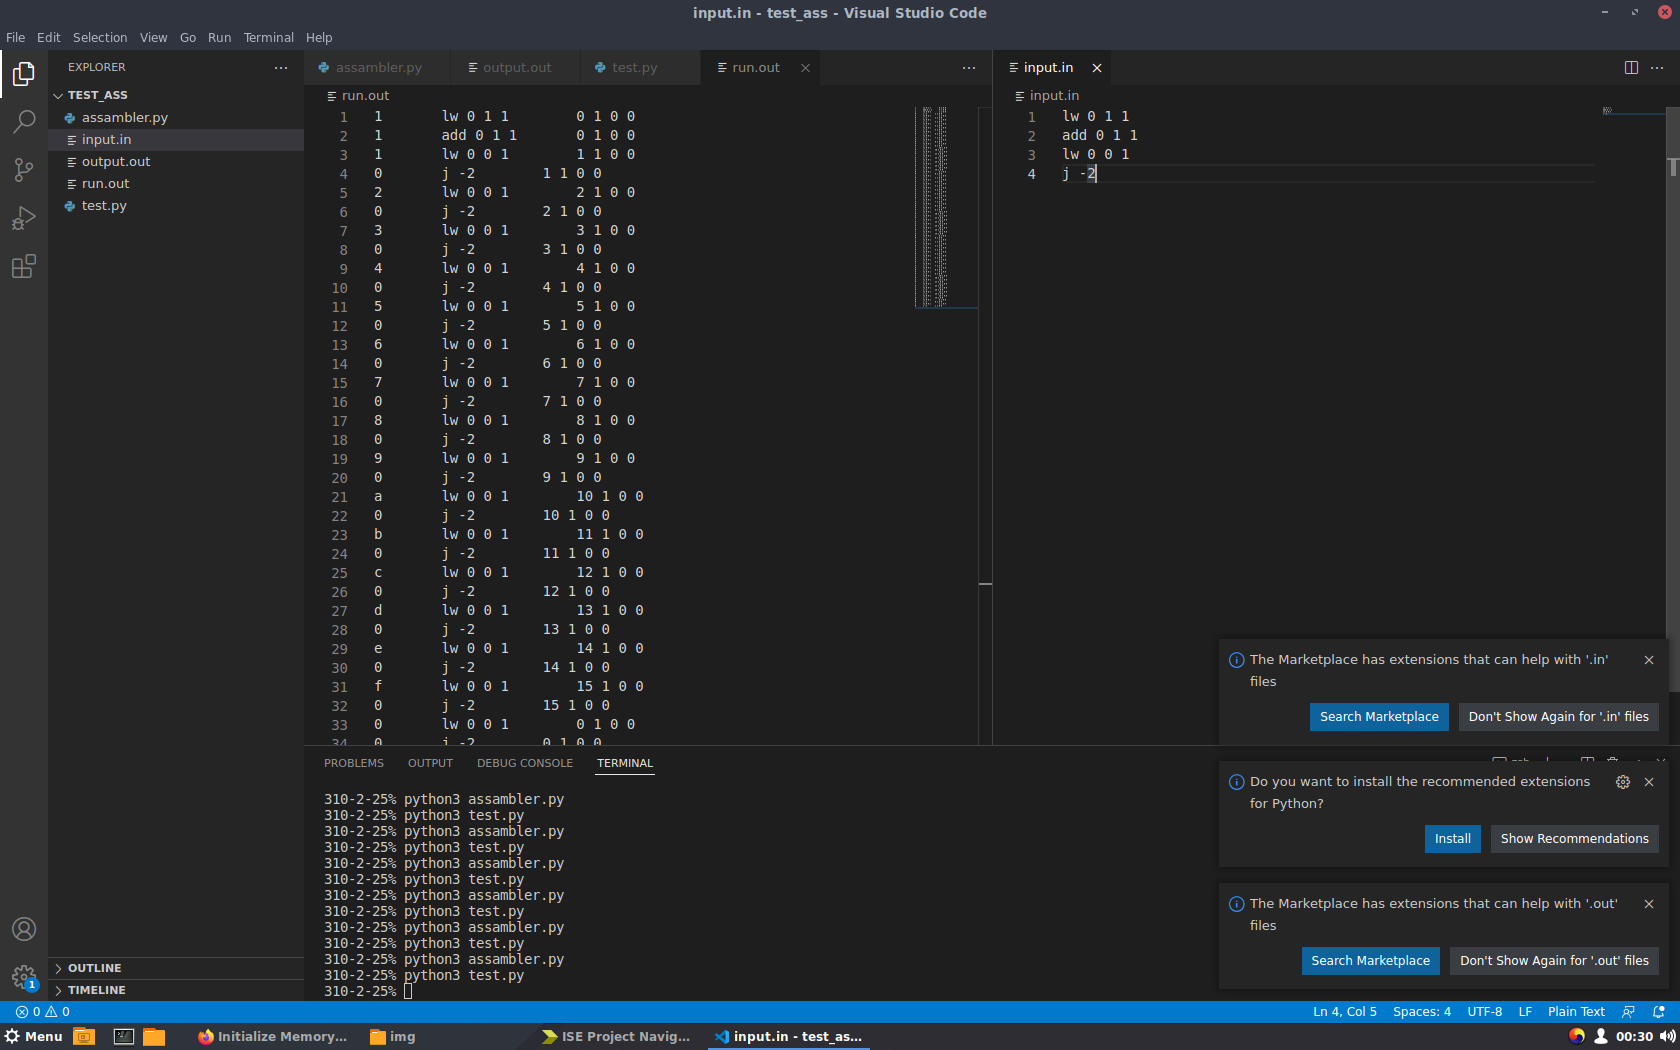 input.in - test_ass - Visual Studio Code
File Edit Selection View Go Run Terminal Help
EXPLORER
TEST_ASS
assambler.py
input.in
output.out
run.out
test.py
OUTLINE
TIMELINE
1
assambler.py output.out test.py run.out
run.out
1 1 lw 0 1 1 0 1 0 0
2 1 add 0 1 1 0 1 0 0
3 1 lw 0 0 1 1 1 0 0
4 0 j -2 1 1 0 0
5 2 lw 0 0 1 2 1 0 0
6 0 j -2 2 1 0 0
7 3 lw 0 0 1 3 1 0 0
8 0 j -2 3 1 0 0
9 4 lw 0 0 1 4 1 0 0
10 0 j -2 4 1 0 0
11 5 lw 0 0 1 5 1 0 0
12 0 j -2 5 1 0 0
13 6 lw 0 0 1 6 1 0 0
14 0 j -2 6 1 0 0
15 7 lw 0 0 1 7 1 0 0
16 0 j -2 7 1 0 0
17 8 lw 0 0 1 8 1 0 0
18 0 j -2 8 1 0 0
19 9 lw 0 0 1 9 1 0 0
20 0 j -2 9 1 0 0
21 a lw 0 0 1 10 1 0 0
22 0 j -2 10 1 0 0
23 b lw 0 0 1 11 1 0 0
24 0 j -2 11 1 0 0
25 c lw 0 0 1 12 1 0 0
26 0 j -2 12 1 0 0
27 d lw 0 0 1 13 1 0 0
28 0 j -2 13 1 0 0
29 e lw 0 0 1 14 1 0 0
30 0 j -2 14 1 0 0
31 f lw 0 0 1 15 1 0 0
32 0 j -2 15 1 0 0
33 0 lw 0 0 1 0 1 0 0
34 0 j -2 0 1 0 0
input.in
input.in
1 lw 0 1 1
2 add 0 1 1
3 lw 0 0 1
4 j -2
PROBLEMS OUTPUT DEBUG CONSOLE TERMINAL
310-2-25% python3 assambler.py
310-2-25% python3 test.py
310-2-25% python3 assambler.py
310-2-25% python3 test.py
310-2-25% python3 assambler.py
310-2-25% python3 test.py
310-2-25% python3 assambler.py
310-2-25% python3 test.py
310-2-25% python3 assambler.py
310-2-25% python3 test.py
310-2-25% python3 assambler.py
310-2-25% python3 test.py
310-2-25%
The Marketplace has extensions that can help with '.in'
files
Search Marketplace Don't Show Again for '.in' files
Do you want to install the recommended extensions
for Python?
Install Show Recommendations
The Marketplace has extensions that can help with '.out'
files
Search Marketplace Don't Show Again for '.out' files
0 0 Ln 4, Col 5 Spaces: 4 UTF-8 LF Plain Text
Menu Initialize Memory... img ISE Project Navig... input.in - test_as... 00:30